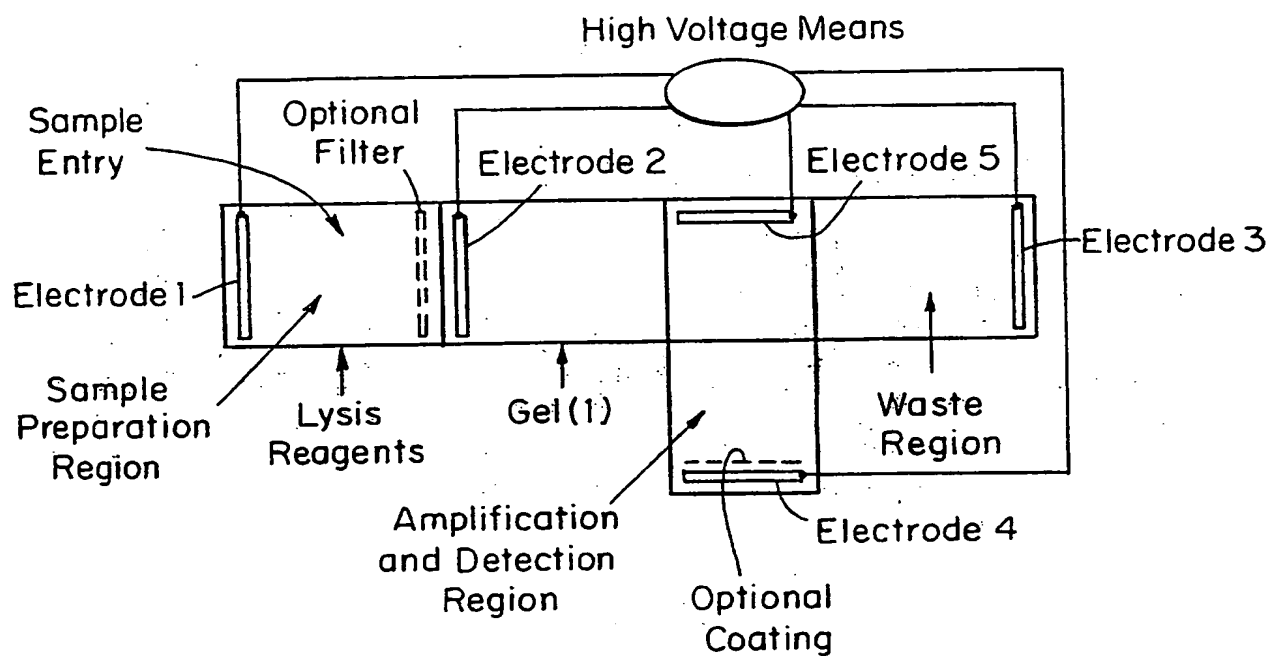 High Voltage Means
Sample
Entry
Optional
Filter
Electrode 2
Electrode 5
Electrode 3
Electrode 1
Sample
Preparation
Region
Lysis
Reagents
Gel (1)
Waste
Region
Amplification
and Detection
Region
Electrode 4
Optional
Coating